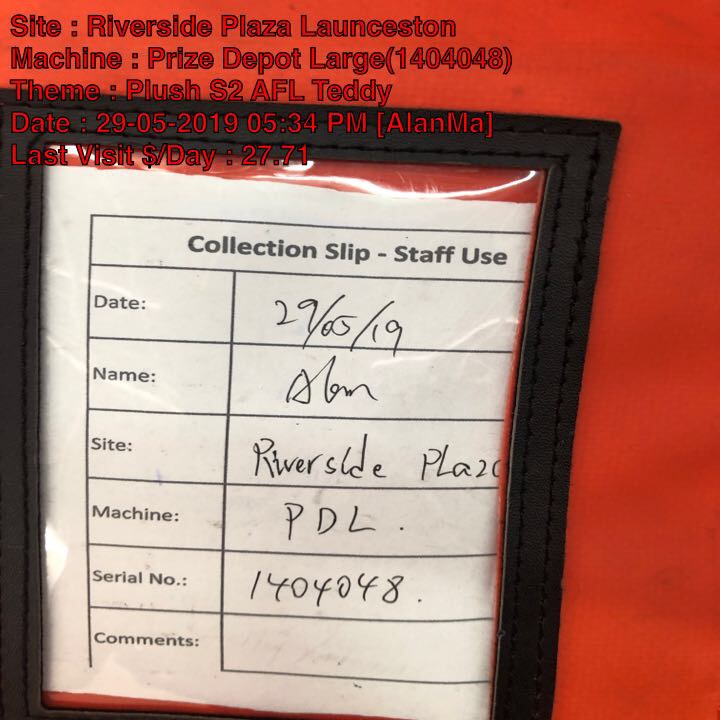 Site : Riverside Plaza Launceston
Machine : Prize Depot Large(1404048)
Theme : Plush S2 AFL Teddy
Date : 29-05-2019 05:34 PM [AlanMa]
Last Visit $/Day : 27.71
Collection Slip - Staff Use
Date: 29/05/19
Name: Alan
Site: Riverside Plaza
Machine: PDL.
Serial No.: 1404048.
Comments: